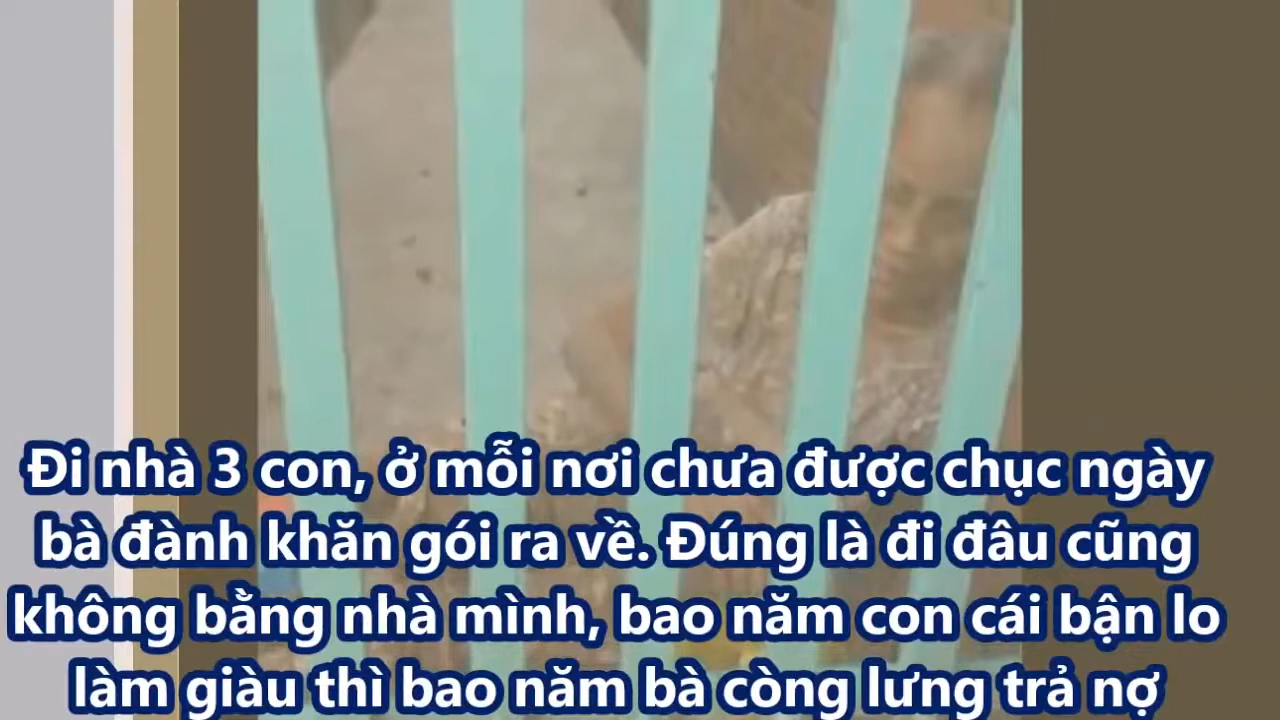 Đi nhà 3 con, ở mỗi nơi chưa được chục ngày
bà đành khăn gói ra về. Đúng là đi đâu cũng
không bằng nhà mình, bao năm con cái bận lo
làm giàu thì bao năm bà còng lưng trả nợ